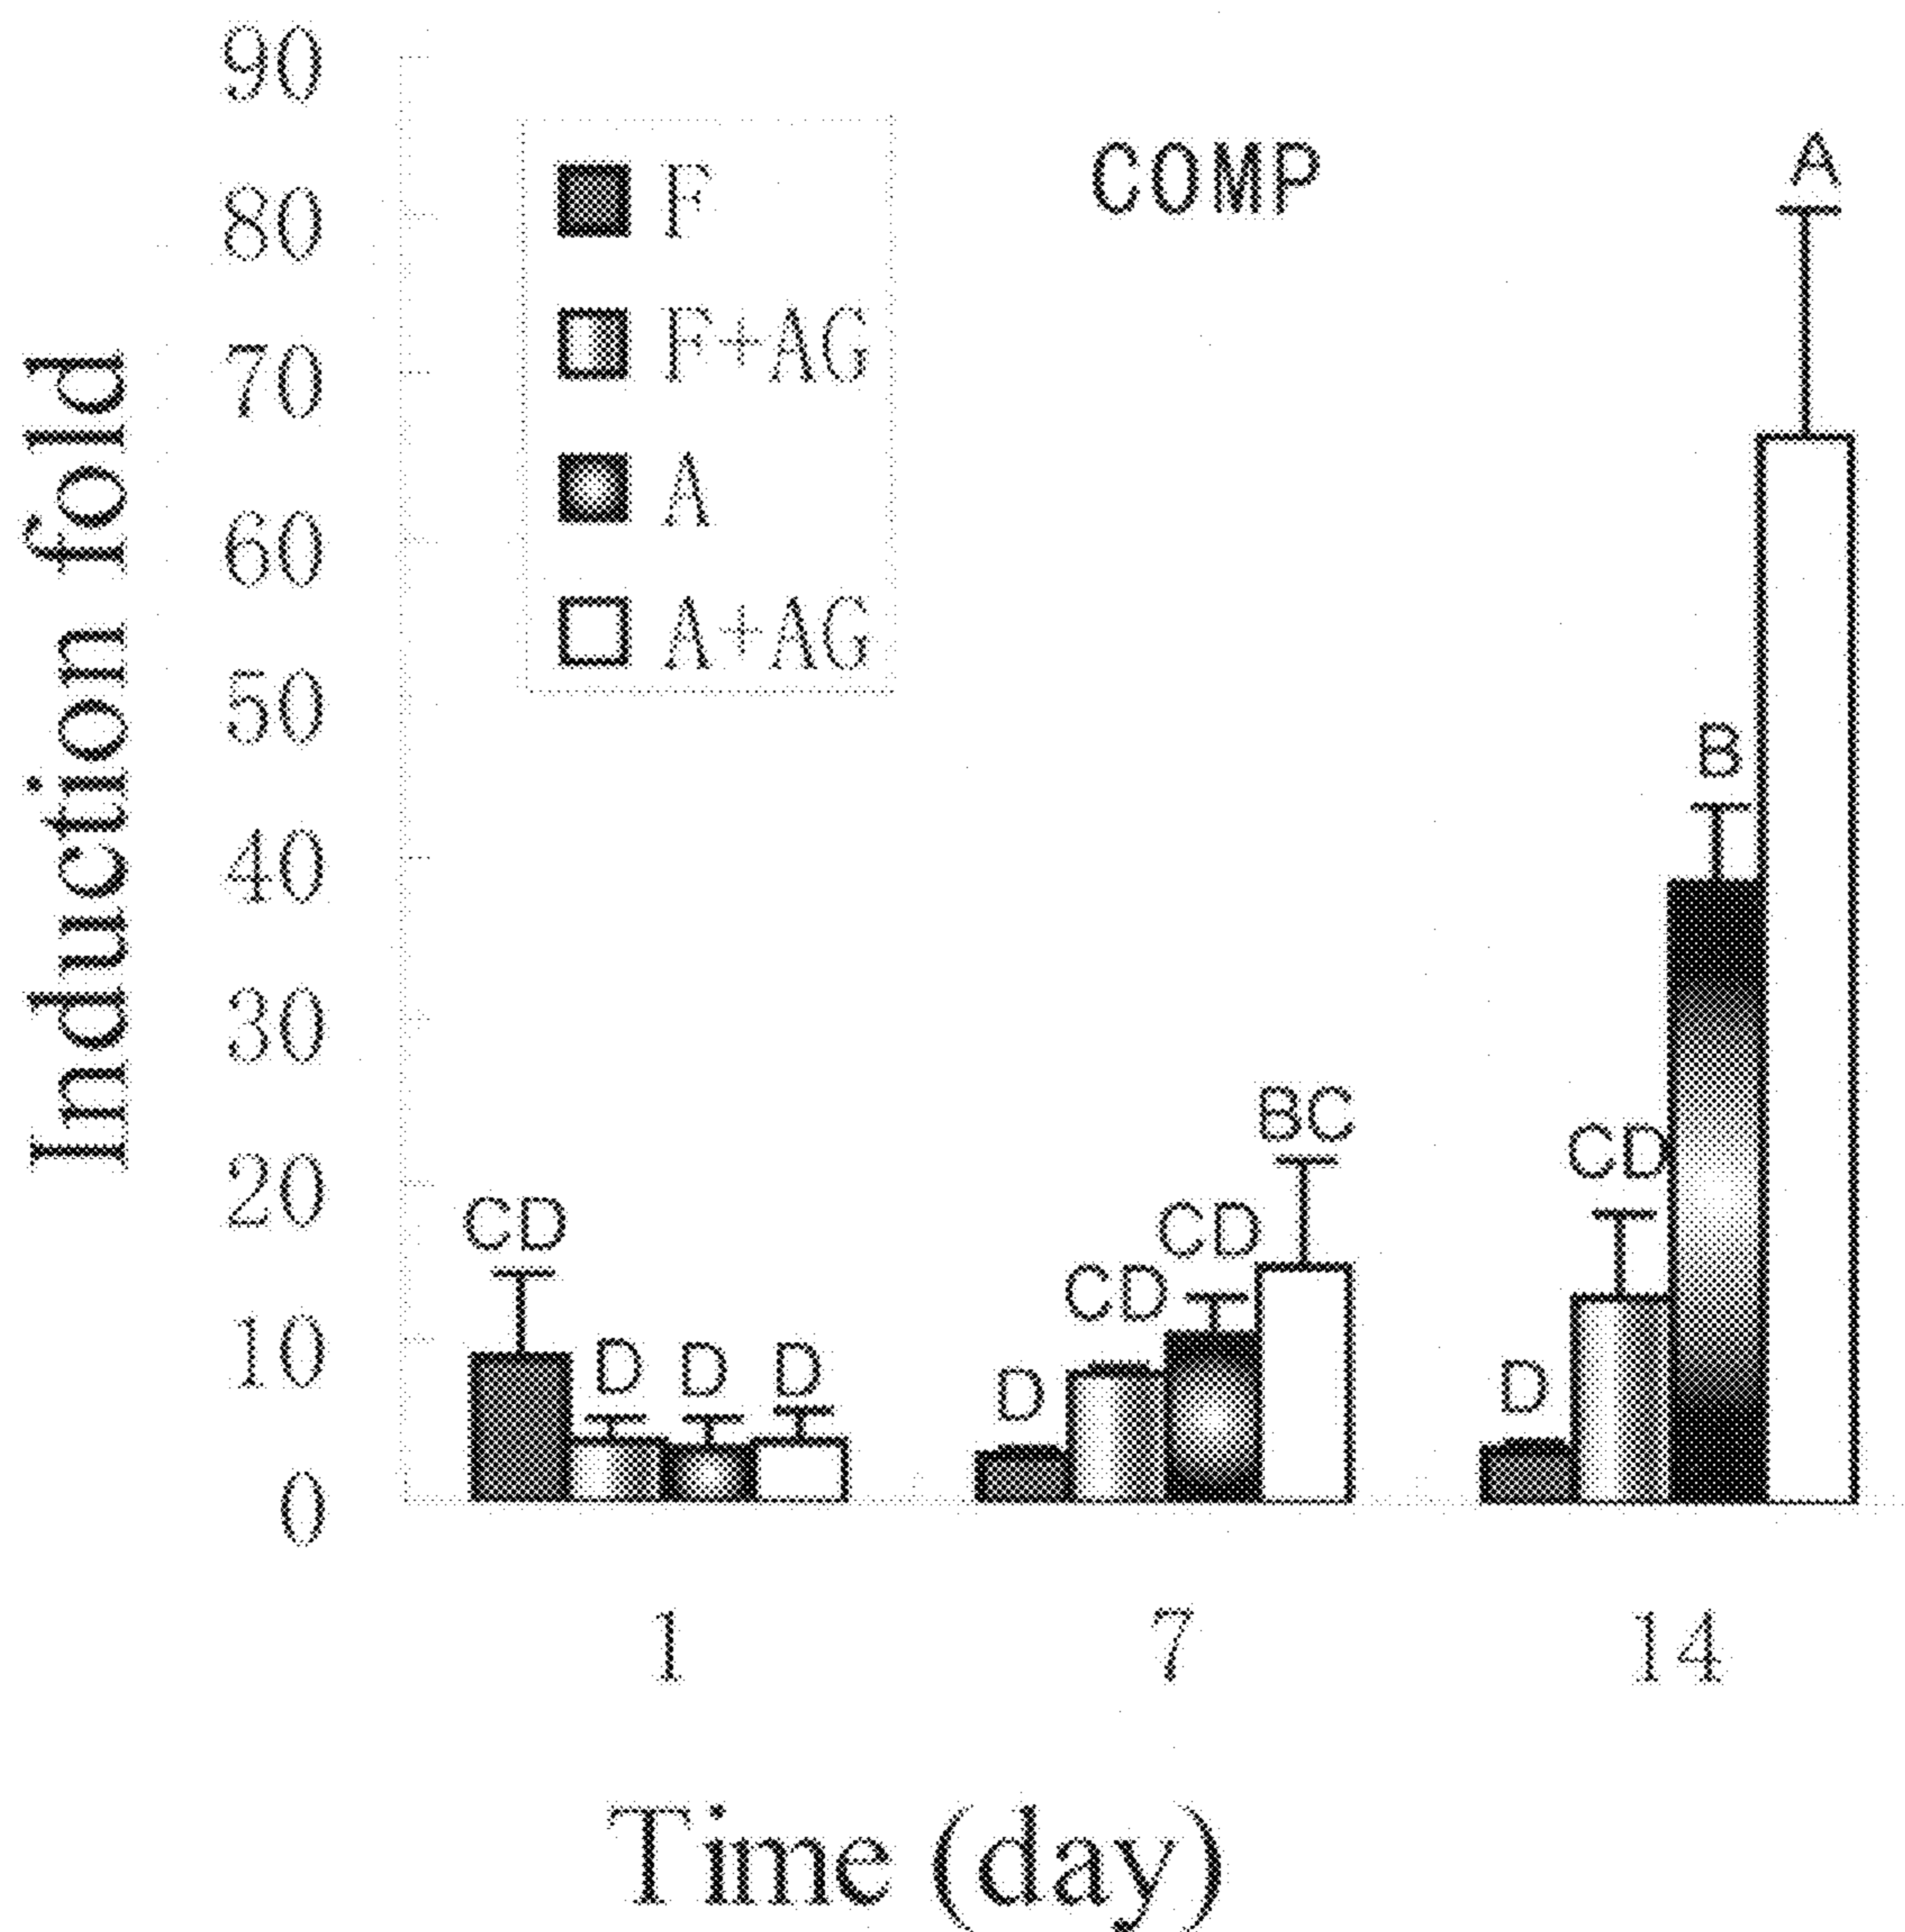 90
80
70
60
50
40
30
20
10
0
Induction fold
F
F+AG
A
A+AG
COMP
CD
D
D
D
D
CD
CD
BC
D
CD
B
A
1
7
14
Time (day)